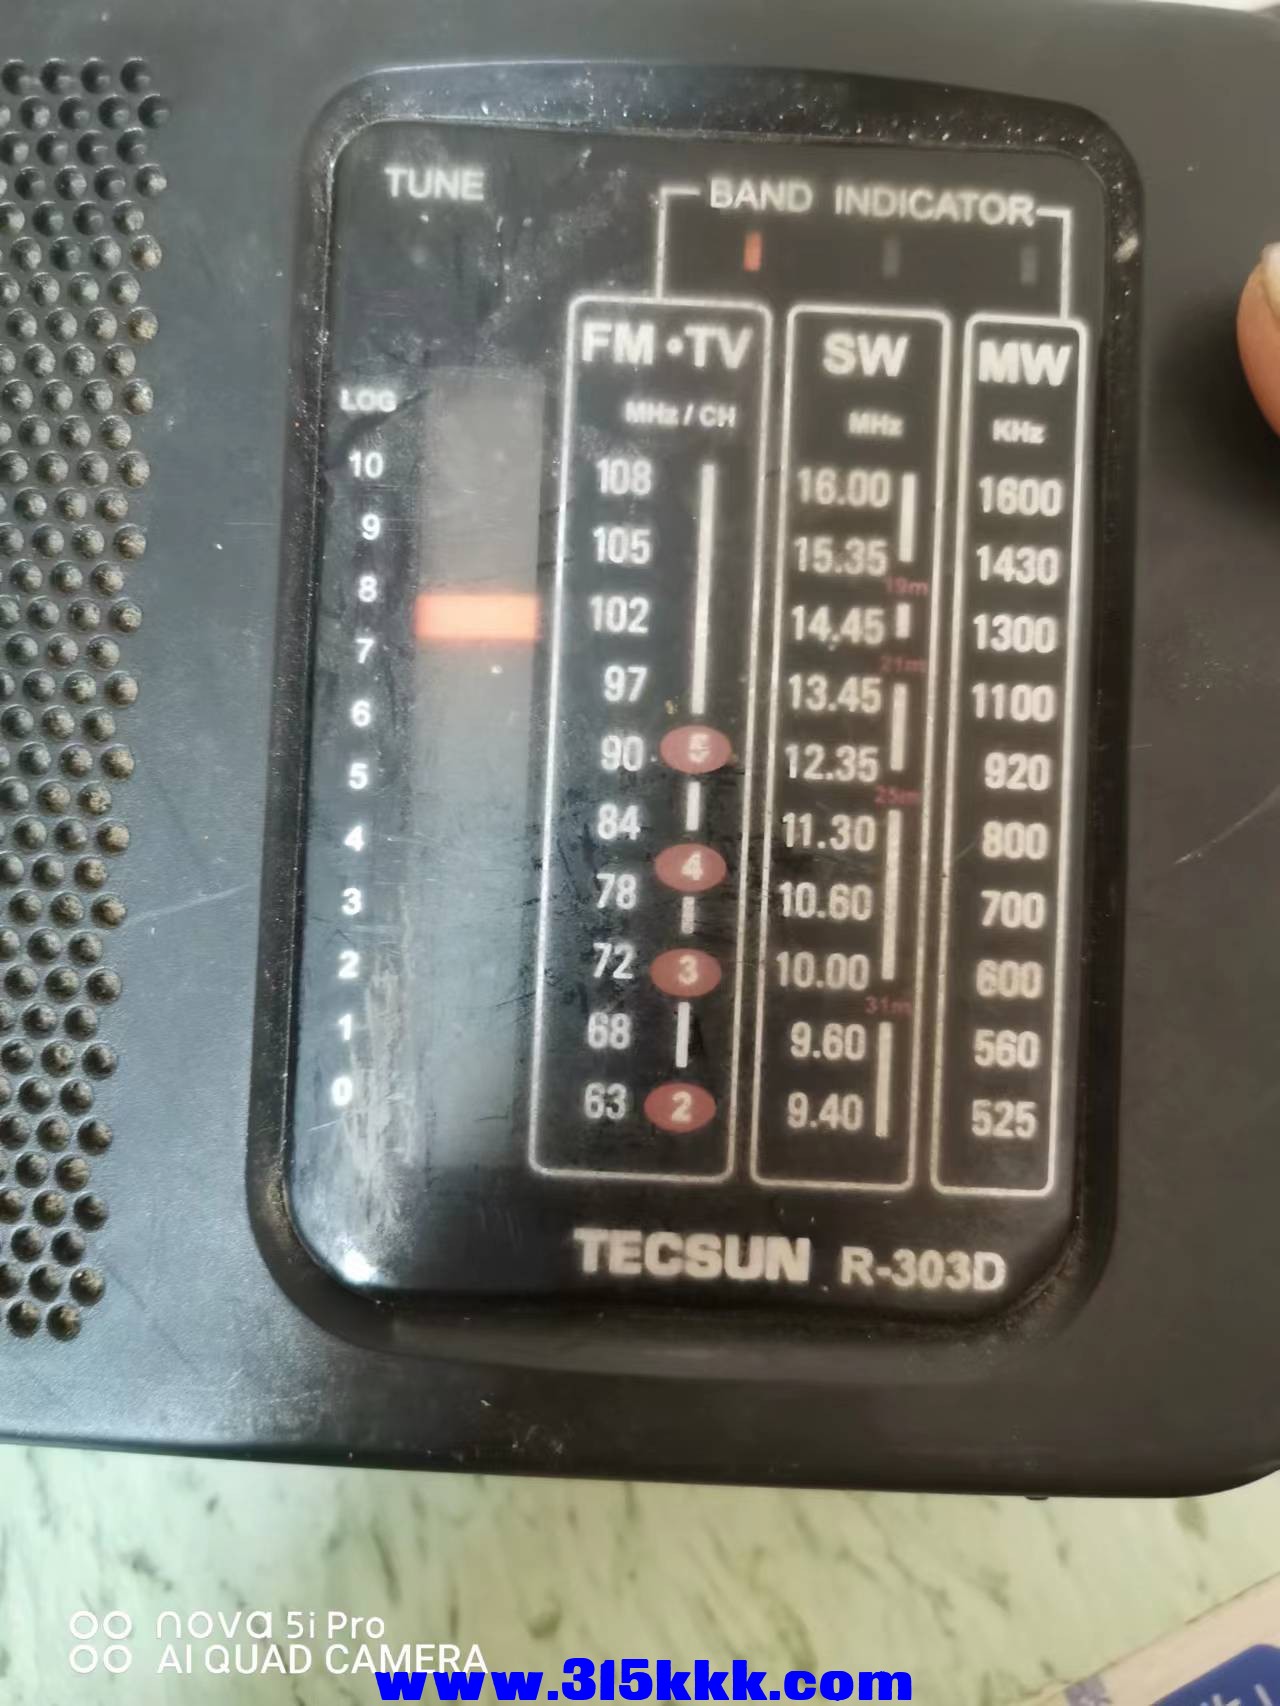 TUNE
BAND INDICATOR
FM·TV SW MW
LOG MHz / CH MHz KHz
10 108 16.00 1600
9 105 15.35 1430
19m
8 102 14.45 1300
21m
7 97 13.45 1100
6 90 5 12.35 920
25m
5 84 11.30 800
4 4
3 78 10.60 700
2 72 3 10.00 600
31m
1 68 9.60 560
0 63 2 9.40 525
TECSUN R-303D
nova 5i Pro
AI QUAD CAMERA
www.315kkk.com